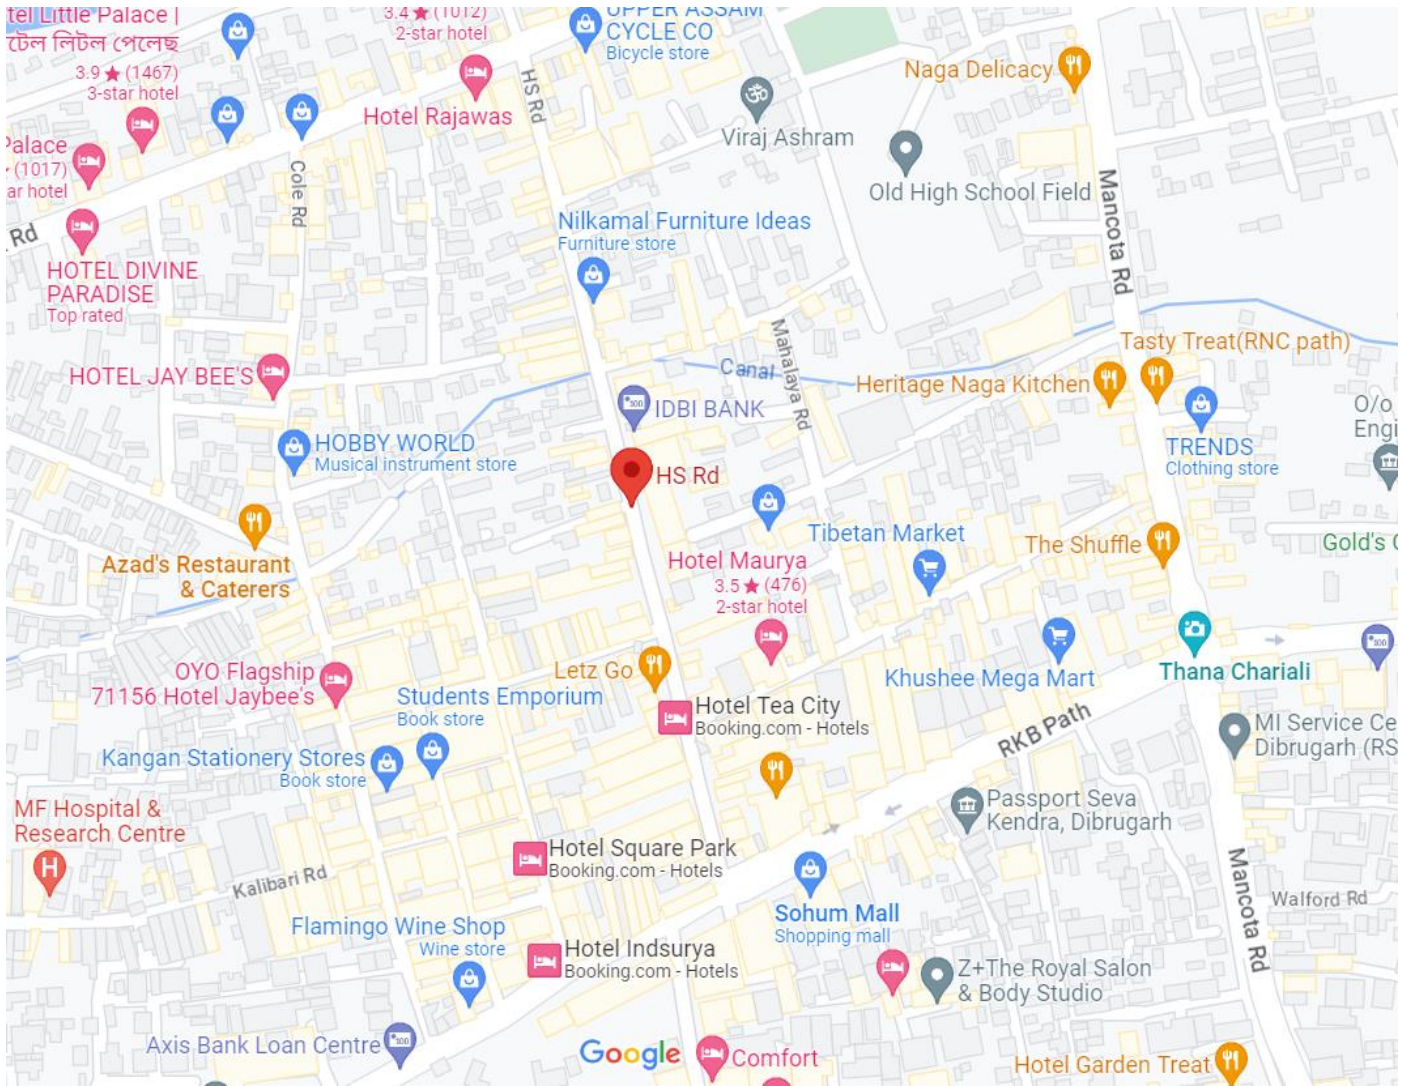 tel Little Palace |
টেল লিটল পেলেছ
3.9 ★ (1467)
3-star hotel
3.4 ★ (1012)
2-star hotel
UPPER ASSAM
CYCLE CO
Bicycle store
HS Rd
Hotel Rajawas
Naga Delicacy
Viraj Ashram
Palace
(1017)
ar hotel
Cole Rd
Old High School Field
Mancota Rd
Rd
Nilkamal Furniture Ideas
Furniture store
HOTEL DIVINE
PARADISE
Top rated
Mahalaya Rd
Tasty Treat(RNC path)
HOTEL JAY BEE'S
Canal
Heritage Naga Kitchen
IDBI BANK
O/o
Engi
HOBBY WORLD
Musical instrument store
TRENDS
Clothing store
HS Rd
Tibetan Market
The Shuffle
Gold's
Azad's Restaurant
& Caterers
Hotel Maurya
3.5 ★ (476)
2-star hotel
OYO Flagship
71156 Hotel Jaybee's
Letz Go
Khushee Mega Mart
Thana Chariali
Students Emporium
Book store
Hotel Tea City
Booking.com - Hotels
RKB Path
MI Service Ce
Dibrugarh (RS
Kangan Stationery Stores
Book store
MF Hospital &
Research Centre
Passport Seva
Kendra, Dibrugarh
Hotel Square Park
Booking.com - Hotels
Kalibari Rd
Mancota Rd
Walford Rd
Flamingo Wine Shop
Wine store
Sohum Mall
Shopping mall
Hotel Indsurya
Booking.com - Hotels
Z+The Royal Salon
& Body Studio
Axis Bank Loan Centre
Google
Comfort
Hotel Garden Treat